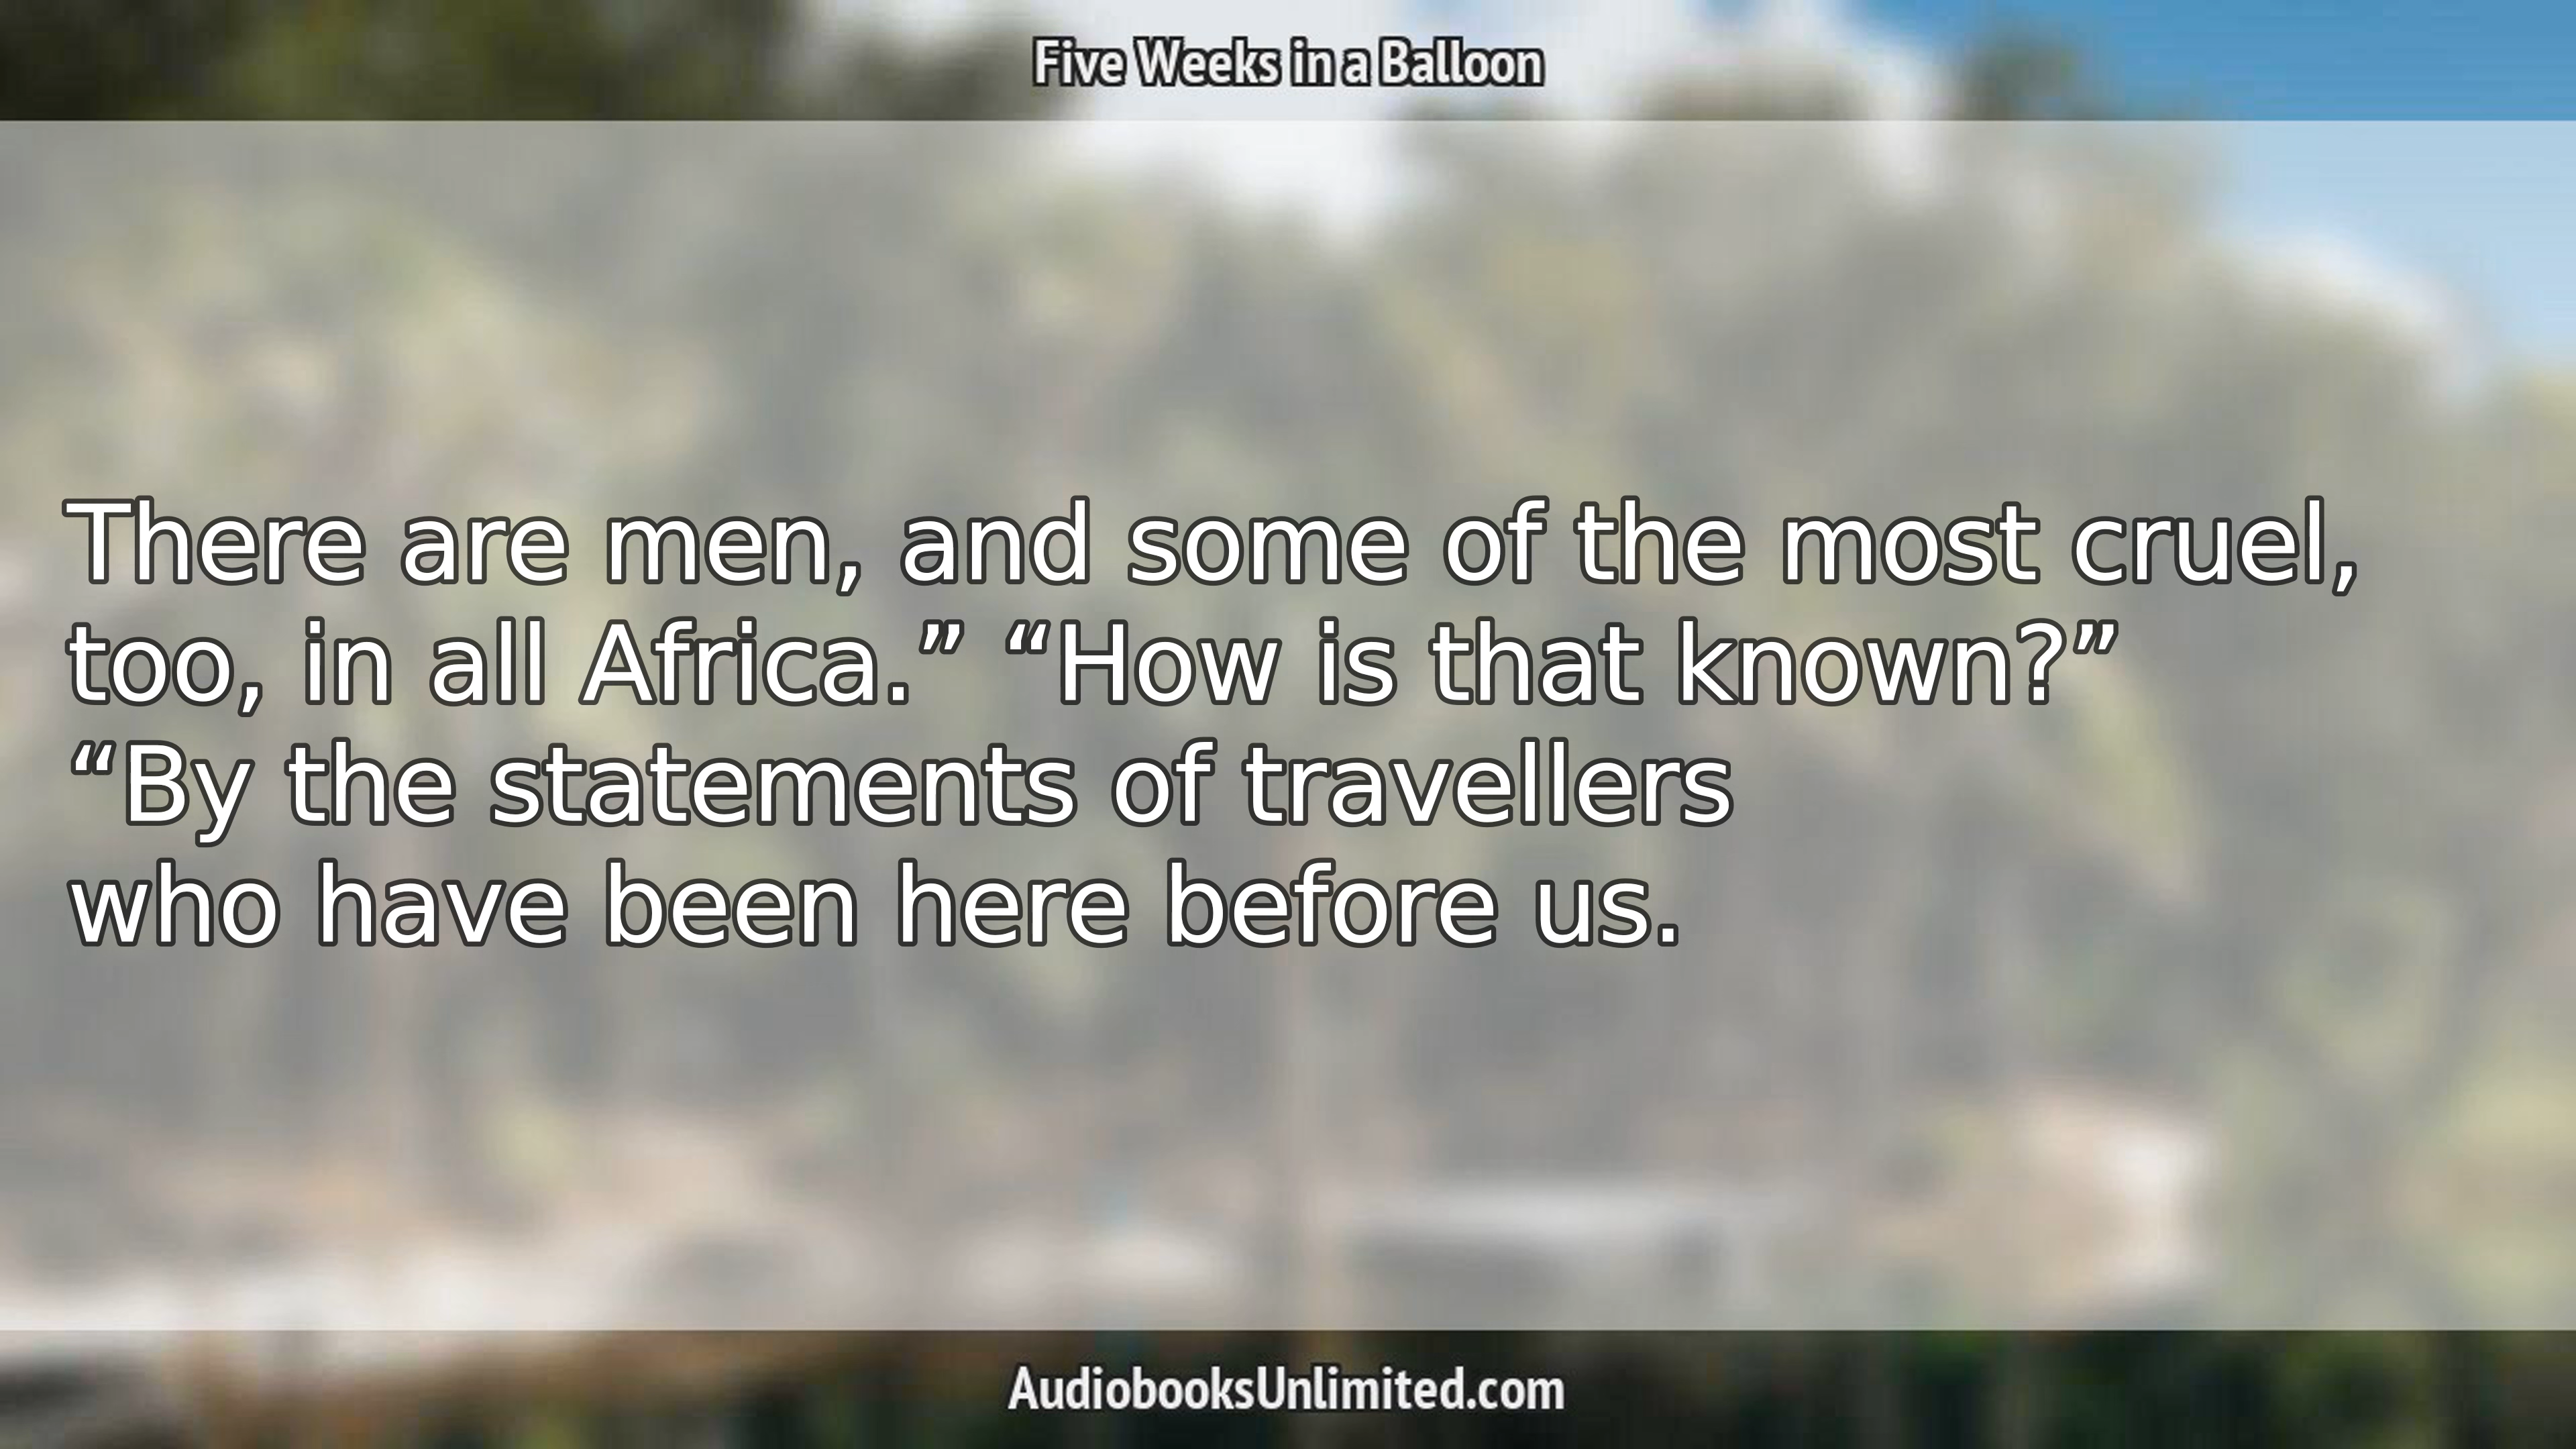 Five Weeks in a Balloon
There are men, and some of the most cruel,
too, in all Africa.” “How is that known?”
“By the statements of travellers
who have been here before us.
AudiobooksUnlimited.com